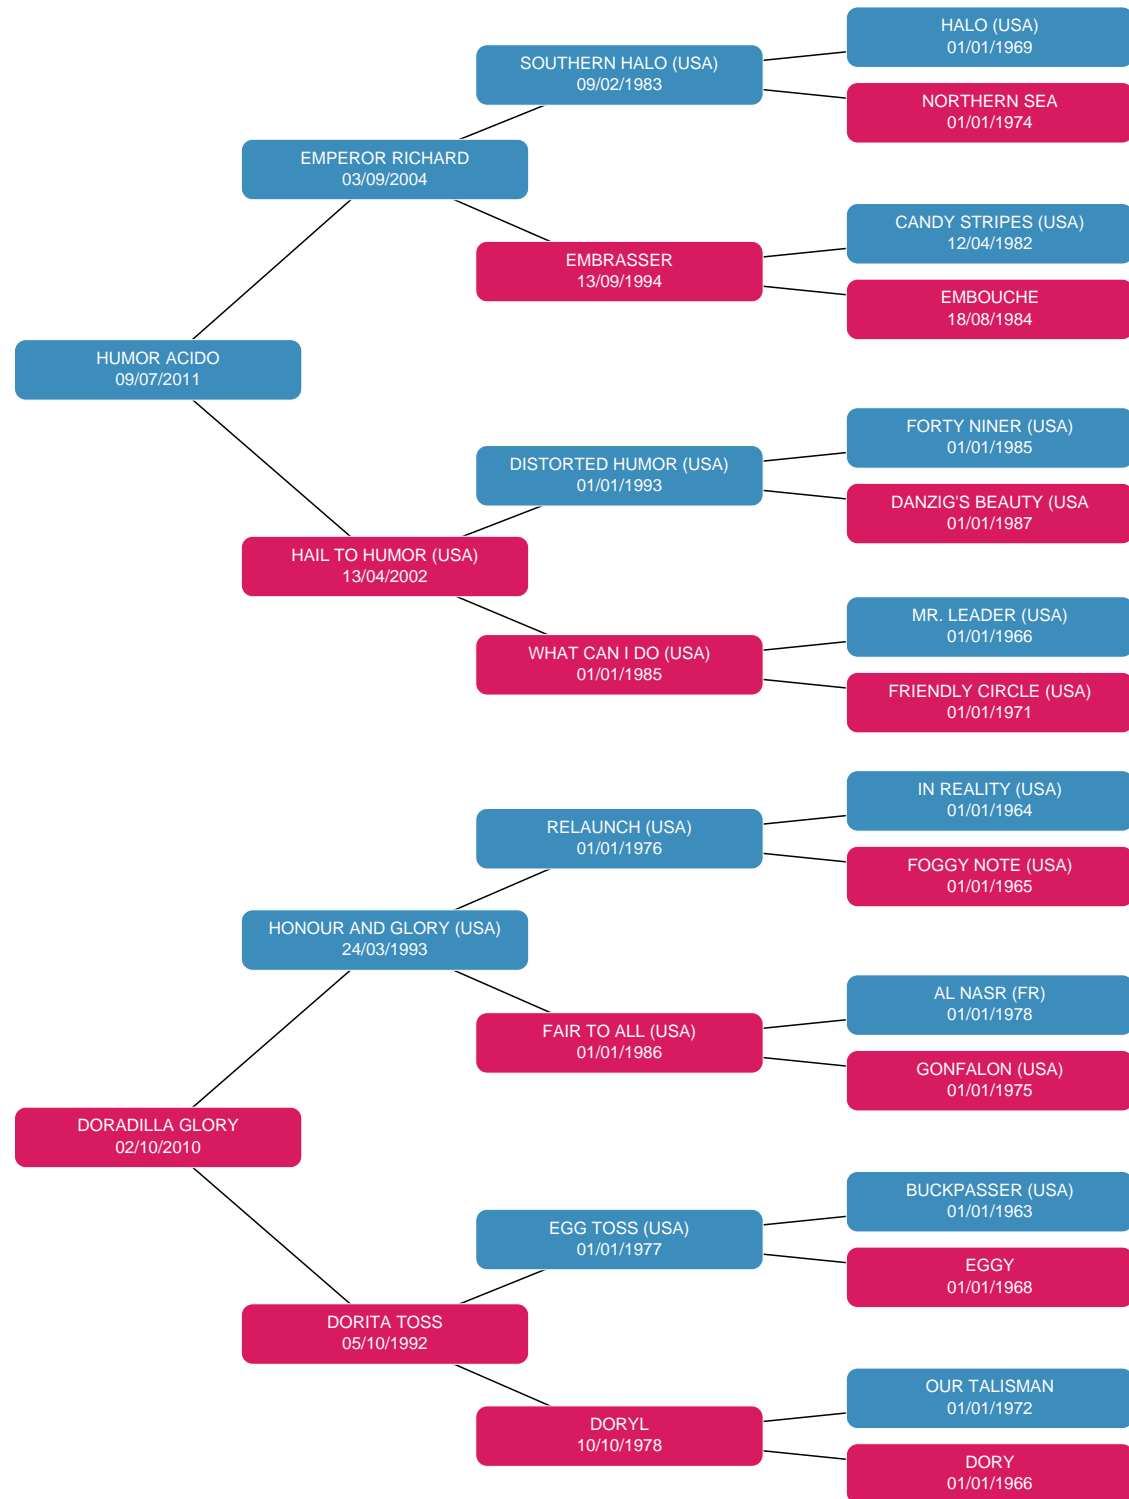 HALO (USA)
01/01/1969
SOUTHERN HALO (USA)
09/02/1983
NORTHERN SEA
01/01/1974
EMPEROR RICHARD
03/09/2004
CANDY STRIPES (USA)
12/04/1982
EMBRASSER
13/09/1994
EMBOUCHE
18/08/1984
HUMOR ACIDO
09/07/2011
FORTY NINER (USA)
01/01/1985
DISTORTED HUMOR (USA)
01/01/1993
DANZIG'S BEAUTY (USA
01/01/1987
HAIL TO HUMOR (USA)
13/04/2002
MR. LEADER (USA)
01/01/1966
WHAT CAN I DO (USA)
01/01/1985
FRIENDLY CIRCLE (USA)
01/01/1971
IN REALITY (USA)
01/01/1964
RELAUNCH (USA)
01/01/1976
FOGGY NOTE (USA)
01/01/1965
HONOUR AND GLORY (USA)
24/03/1993
AL NASR (FR)
01/01/1978
FAIR TO ALL (USA)
01/01/1986
GONFALON (USA)
01/01/1975
DORADILLA GLORY
02/10/2010
BUCKPASSER (USA)
01/01/1963
EGG TOSS (USA)
01/01/1977
EGGY
01/01/1968
DORITA TOSS
05/10/1992
OUR TALISMAN
01/01/1972
DORYL
10/10/1978
DORY
01/01/1966